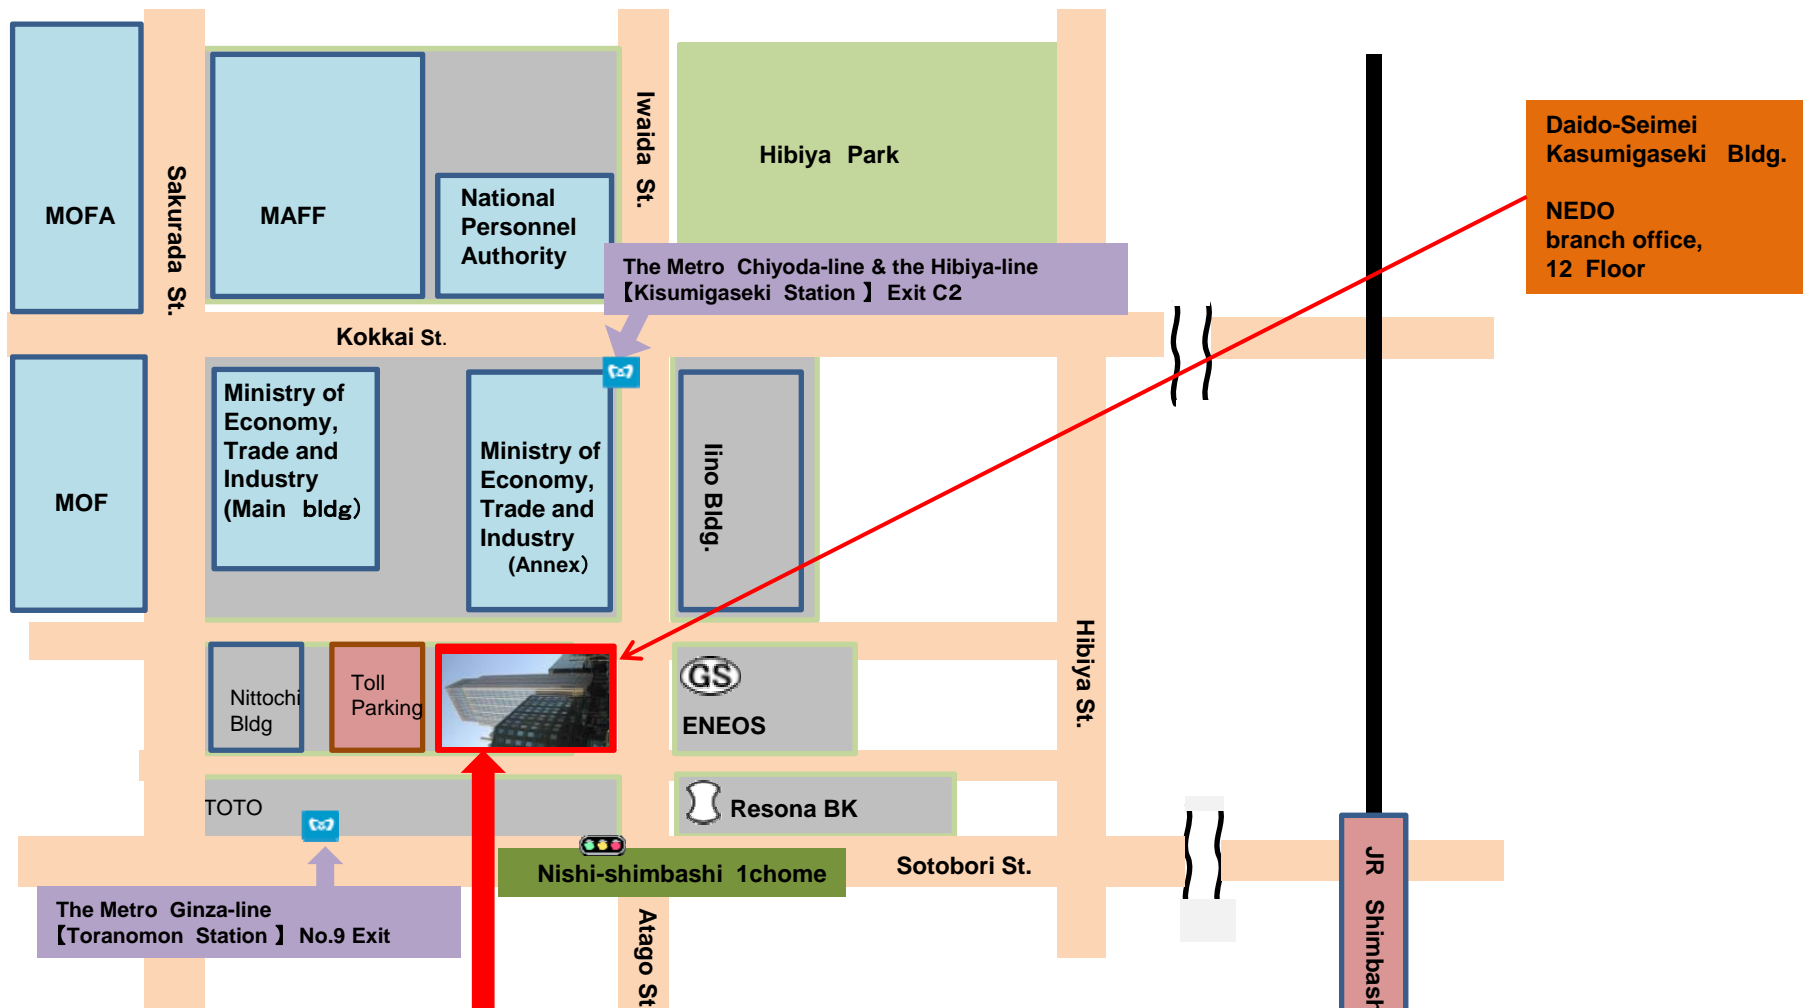 Daido-Seimei
Kasumigaseki Bldg.
NEDO
branch office,
12 Floor
MOFA
Sakurada St.
MAFF
National
Personnel
Authority
Iwaida St.
Hibiya Park
The Metro Chiyoda-line & the Hibiya-line
【Kisumigaseki Station 】 Exit C2
Kokkai St.
MOF
Ministry of
Economy,
Trade and
Industry
(Main bldg）
Ministry of
Economy,
Trade and
Industry
(Annex）
Iino Bldg.
Hibiya St.
Nittochi
Bldg
Toll
Parking
GS
ENEOS
TOTO
Resona BK
Nishi-shimbashi 1chome
Sotobori St.
The Metro Ginza-line
【Toranomon Station 】 No.9 Exit
Atago St
JR Shimbash